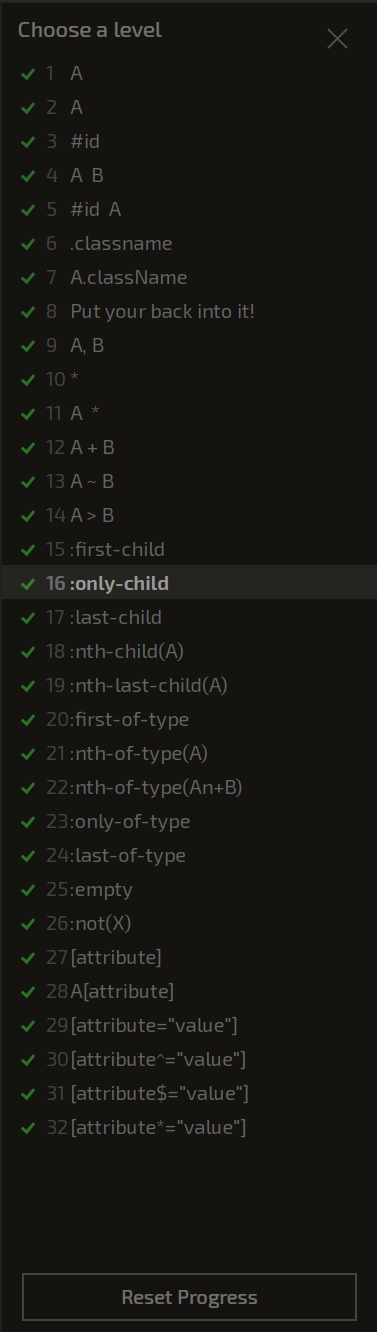 Choose a level
1 A
2 A
3 #id
4 A B
5 #id A
6 .classname
7 A.className
8 Put your back into it!
9 A, B
10 *
11 A *
12 A + B
13 A ~ B
14 A > B
15 :first-child
16 :only-child
17 :last-child
18 :nth-child(A)
19 :nth-last-child(A)
20 :first-of-type
21 :nth-of-type(A)
22 :nth-of-type(An+B)
23 :only-of-type
24 :last-of-type
25 :empty
26 :not(X)
27 [attribute]
28 A[attribute]
29 [attribute="value"]
30 [attribute^="value"]
31 [attribute$="value"]
32 [attribute*="value"]
Reset Progress